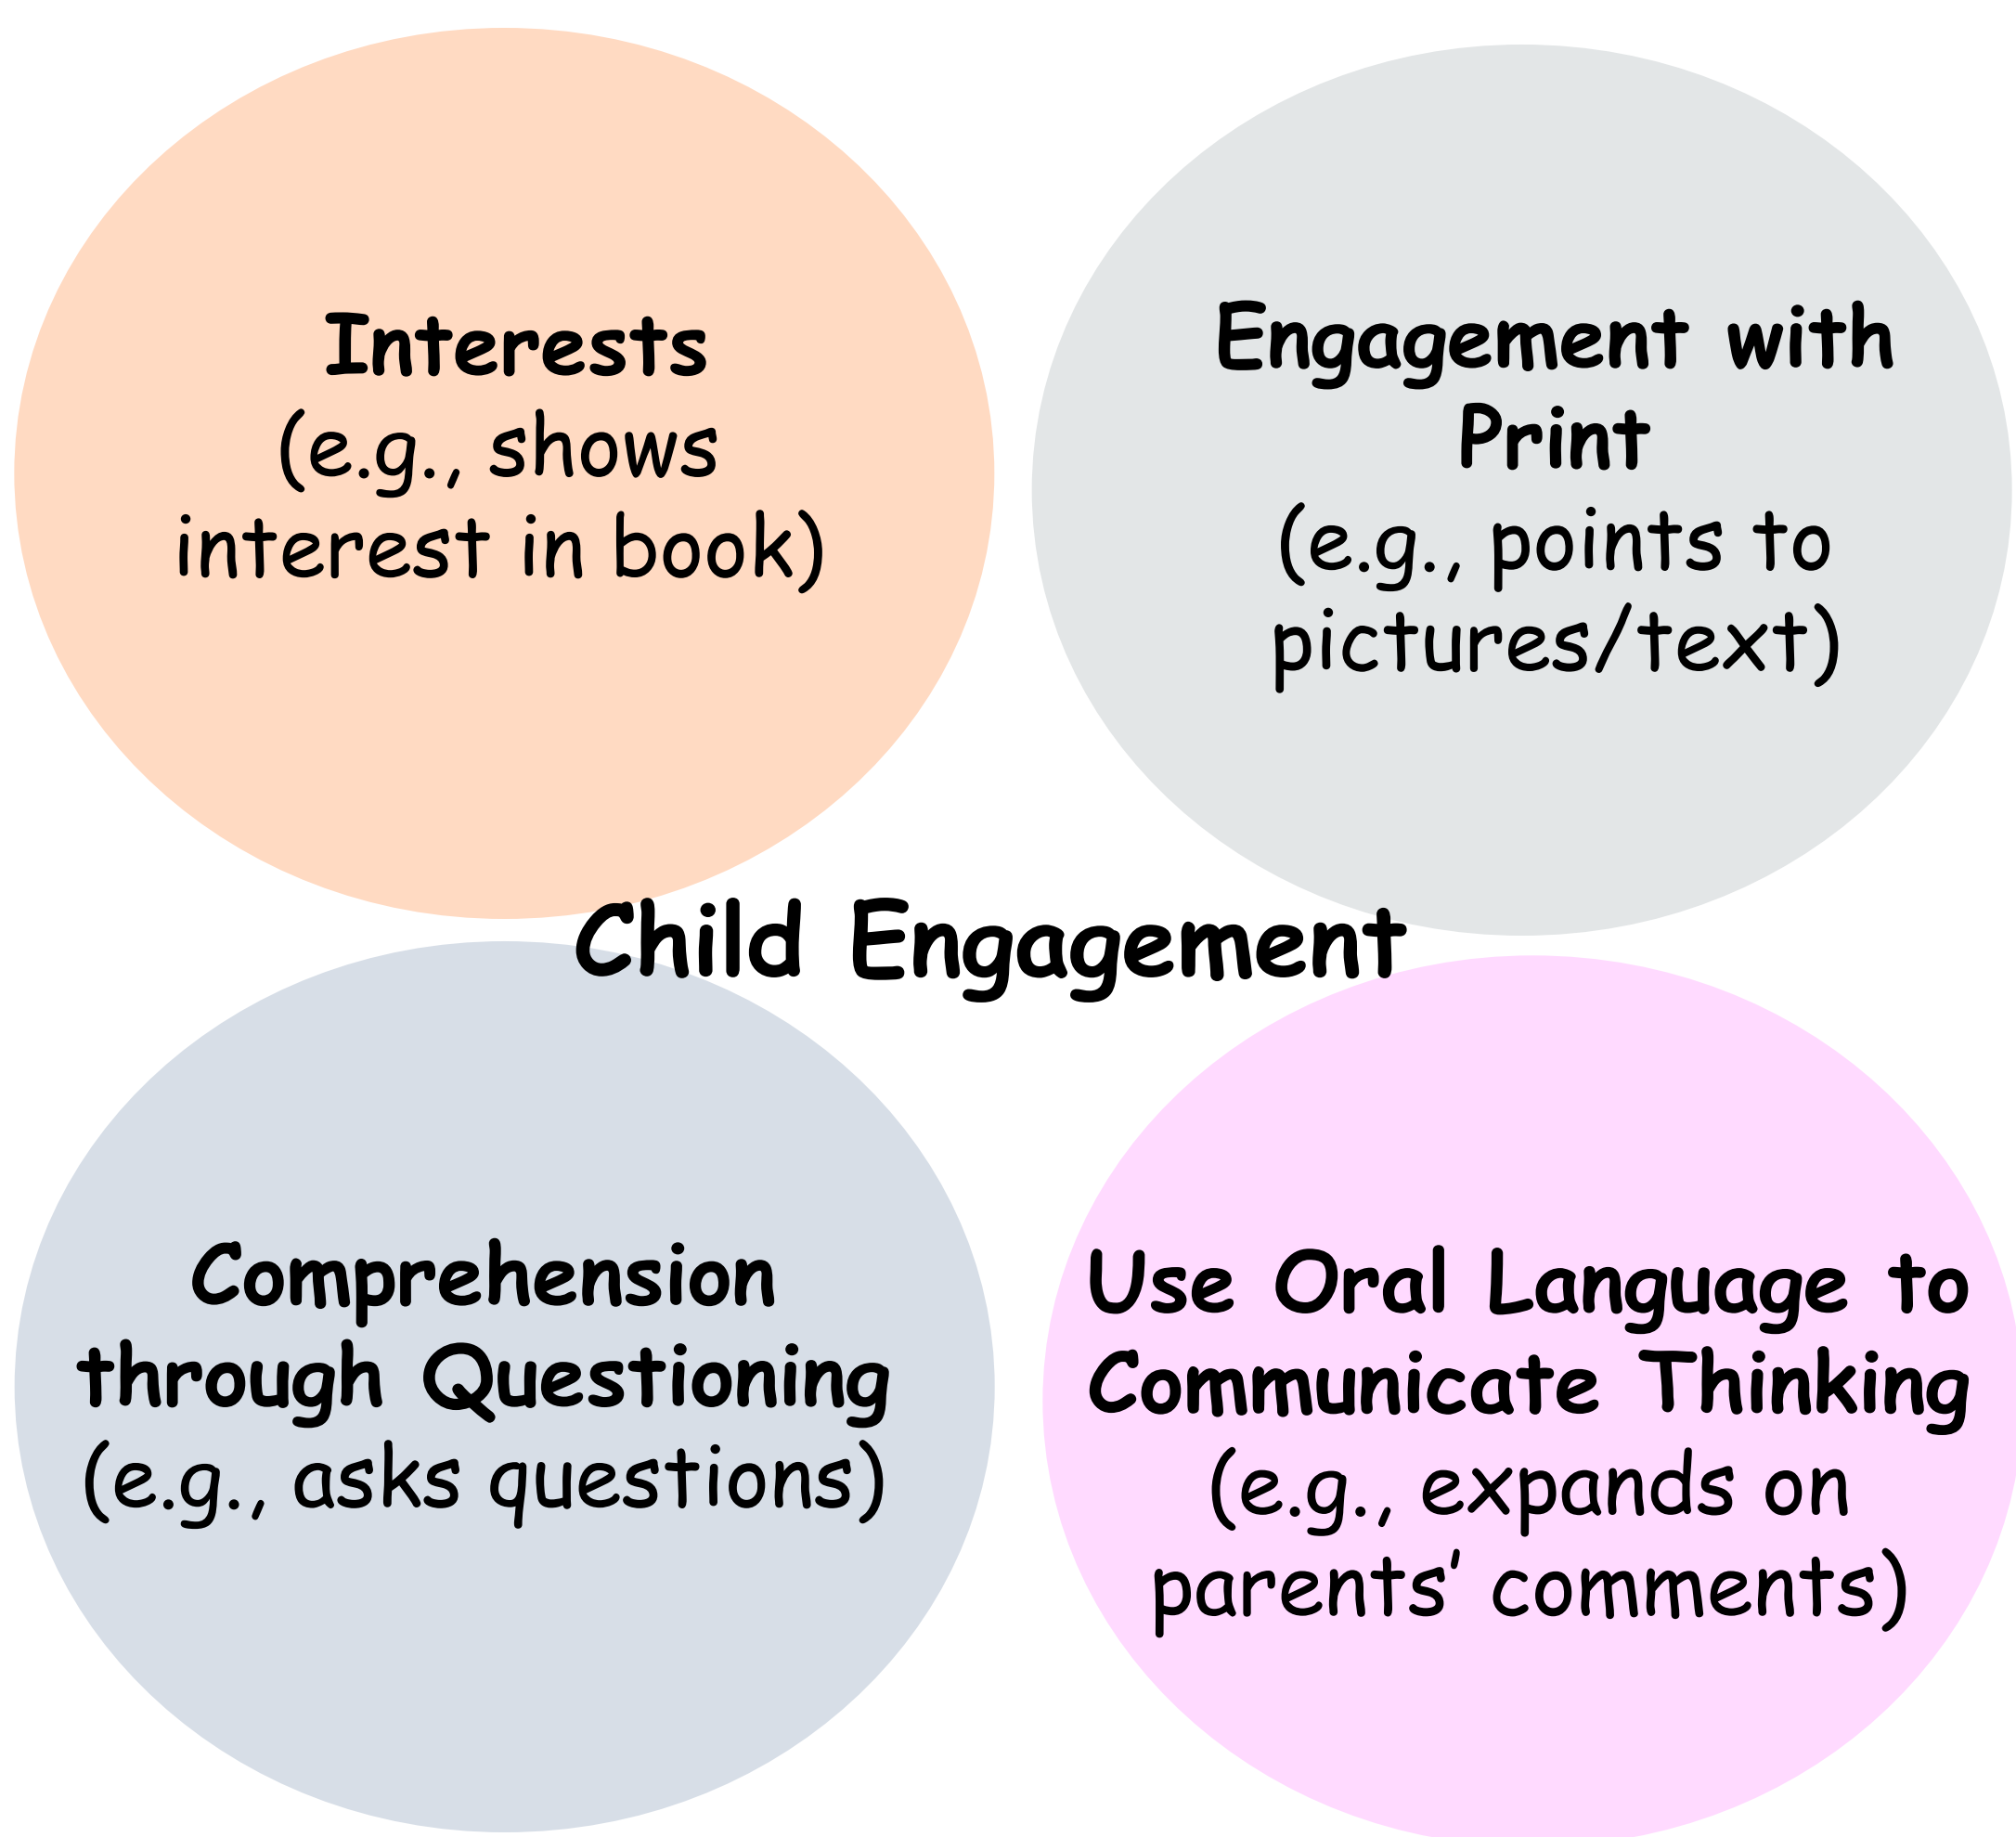 Interests
(e.g., shows
interest in book)
Engagement with
Print
(e.g., points to
pictures/text)
Child Engagement
Comprehension
through Questioning
(e.g., asks questions)
Use Oral Language to
Communicate Thinking
(e.g., expands on
parents' comments)